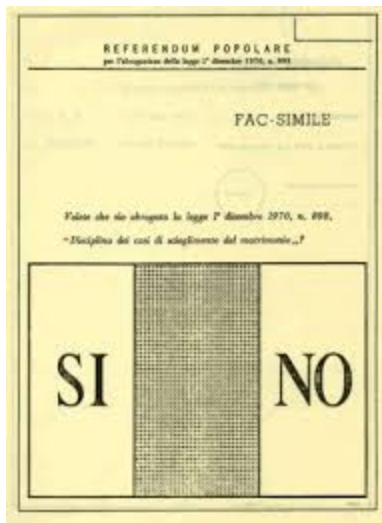 REFERENDUM POPOLARE
per l'abrogazione della legge 1° dicembre 1970, n. 898
FAC-SIMILE
Volete che sia abrogata la legge 1° dicembre 1970, n. 898,
"Disciplina dei casi di scioglimento del matrimonio„?
SI NO